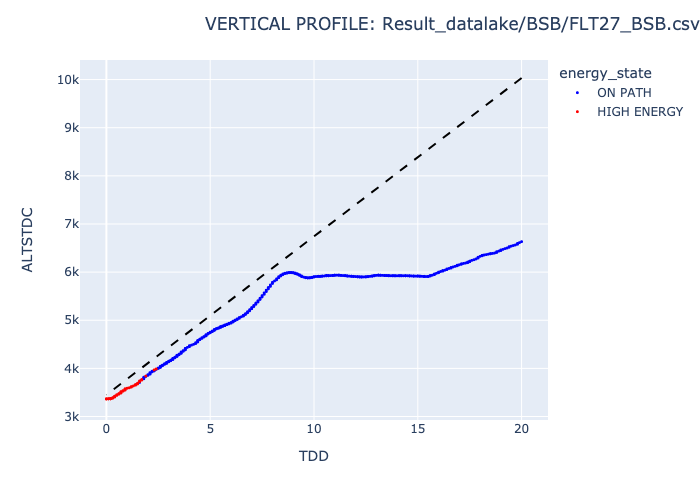 VERTICAL PROFILE: Result_datalake/BSB/FLT27_BSB.csv
energy_state
ON PATH
HIGH ENERGY
10k
9k
8k
7k
6k
5k
4k
3k
ALTSTDC
0
5
10
15
20
TDD